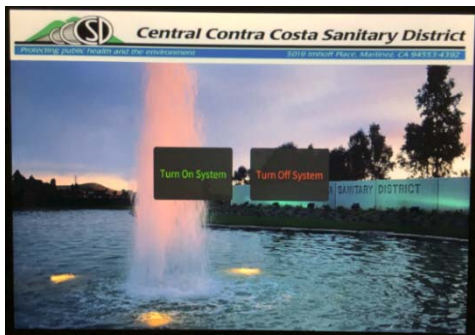 CCCSD
Central Contra Costa Sanitary District
Protecting public health and the environment
5019 Imhoff Place, Martinez, CA 94553-4392
Turn On System
Turn Off System
SANITARY DISTRICT